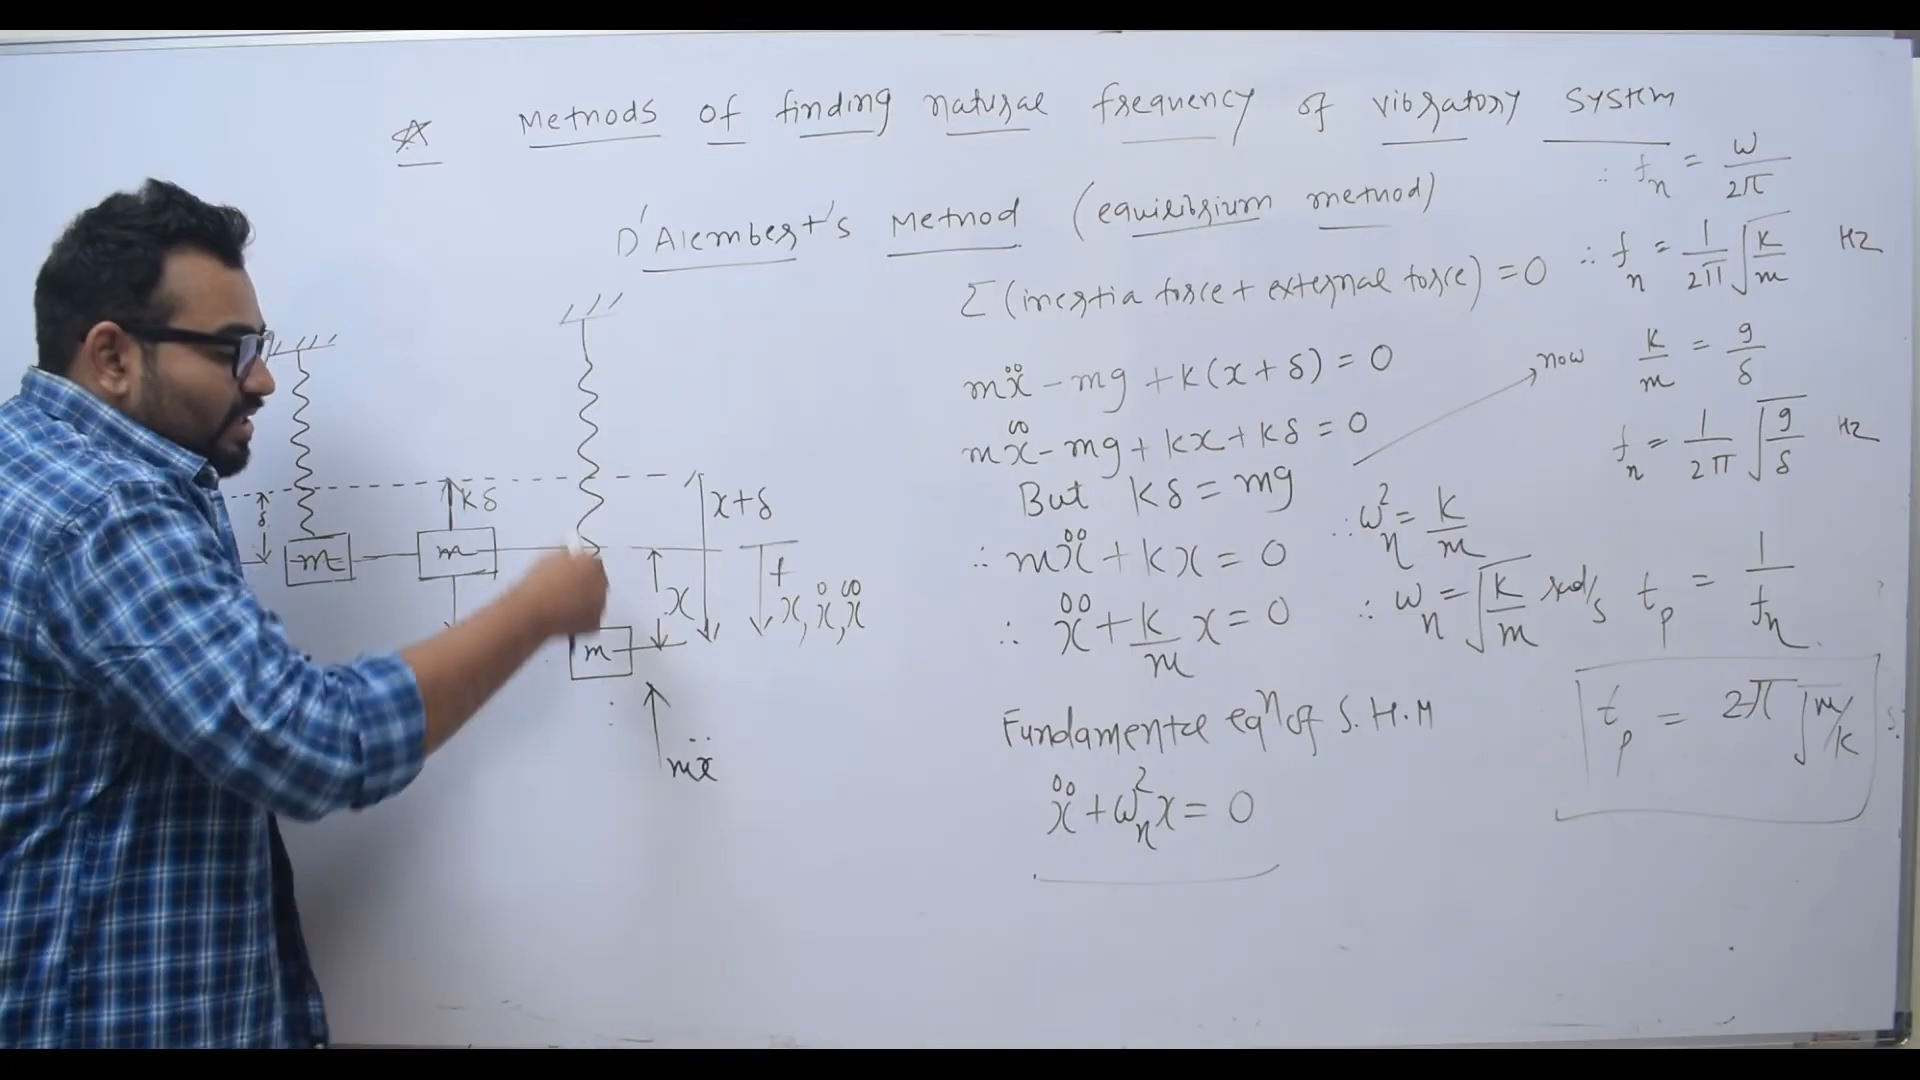 ☆ Methods of finding natural frequency of vibratory system
D'Alembert's Method (equilibrium method)
Σ(inertia force + external force) = 0
mẍ - mg + k(x + δ) = 0
mẍ - mg + kx + kδ = 0
But kδ = mg
∴ mẍ + kx = 0
∴ ẍ + k/m x = 0
Fundamental eqⁿ of S.H.M
ẍ + ωn² x = 0
∴ ωn² = k/m
∴ ωn = √(k/m) rad/s
∴ fn = ω/2π
∴ fn = 1/2π √(k/m) Hz
now k/m = g/δ
fn = 1/2π √(g/δ) Hz
tp = 1/fn
tp = 2π √(m/k) s.
δ
m
kδ
m
x+δ
x
+
x, ẋ, ẍ
m
mẍ